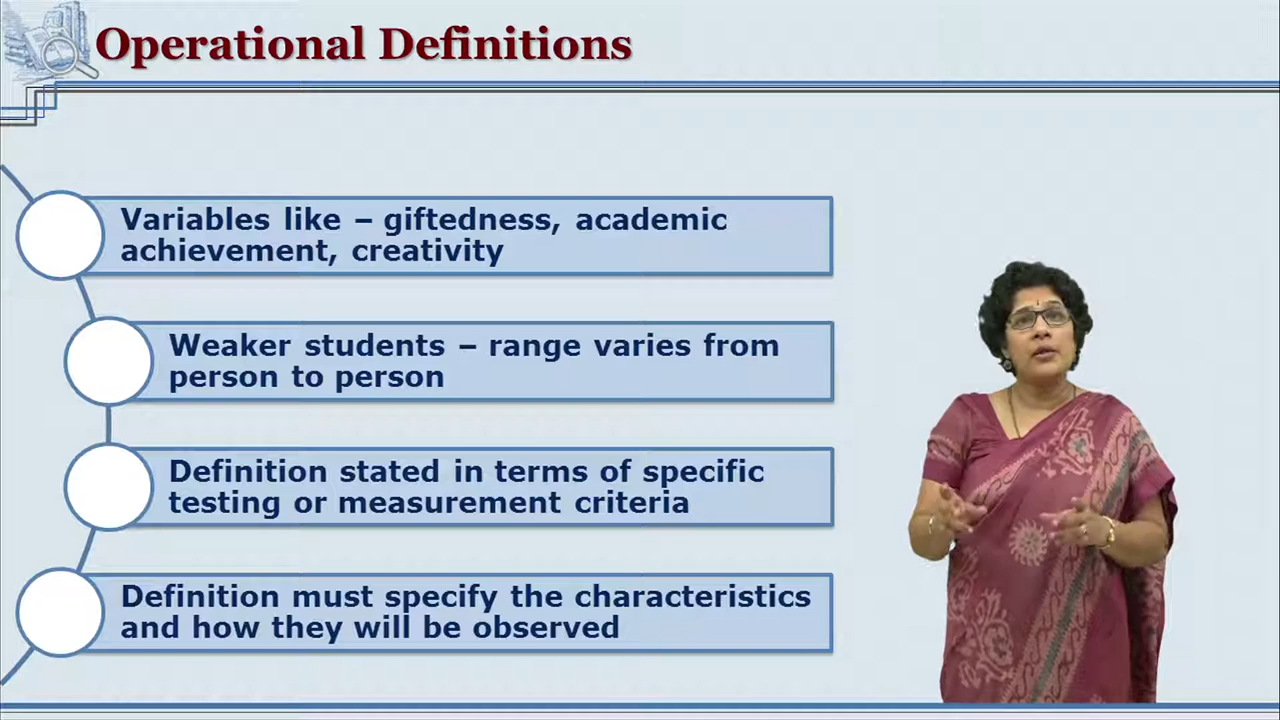 Operational Definitions
Variables like – giftedness, academic
achievement, creativity
Weaker students – range varies from
person to person
Definition stated in terms of specific
testing or measurement criteria
Definition must specify the characteristics
and how they will be observed